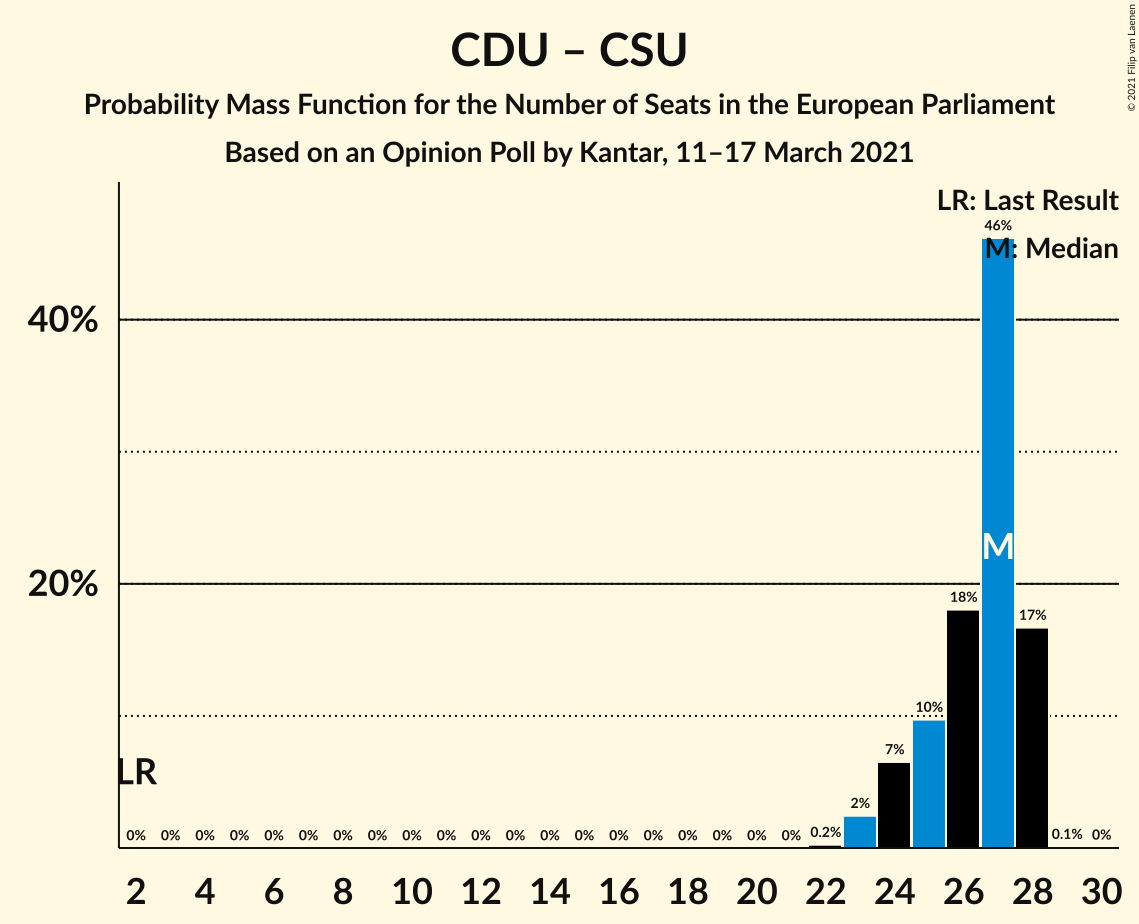 CDU – CSU
Probability Mass Function for the Number of Seats in the European Parliament
Based on an Opinion Poll by Kantar, 11–17 March 2021
© 2021 Filip van Laenen
LR: Last Result
M: Median
46%
40%
M
20%
18%
17%
10%
7%
LR
2%
0% 0% 0% 0% 0% 0% 0% 0% 0% 0% 0% 0% 0% 0% 0% 0% 0% 0% 0% 0% 0.2% 0.1% 0%
2 4 6 8 10 12 14 16 18 20 22 24 26 28 30